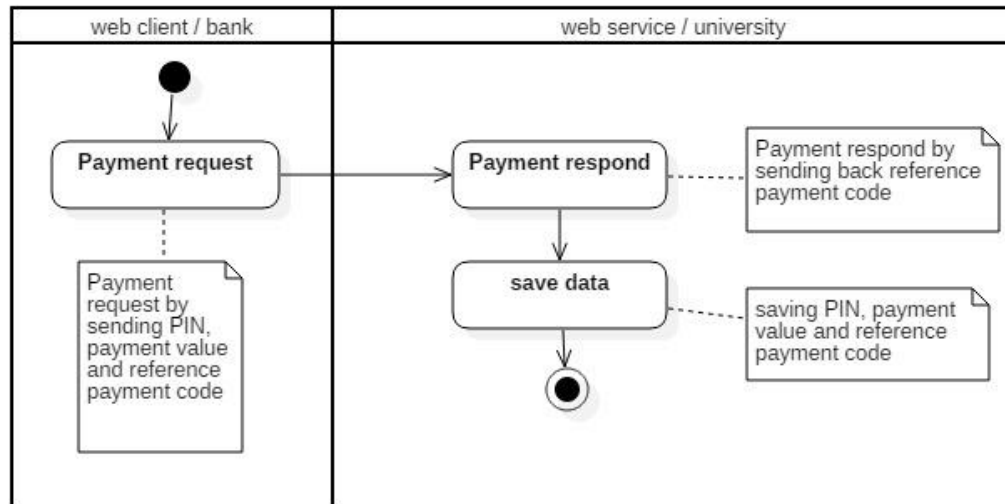 web client / bank
web service / university
Payment request
Payment respond
Payment respond by
sending back reference
payment code
Payment
request by
sending PIN,
payment value
and reference
payment code
save data
saving PIN, payment
value and reference
payment code